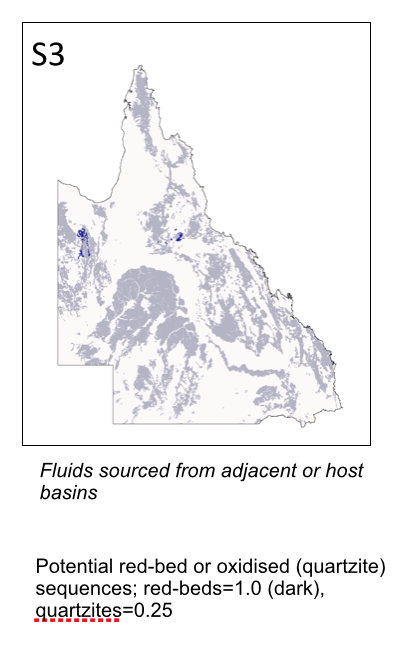 S3
Fluids sourced from adjacent or host
basins
Potential red-bed or oxidised (quartzite)
sequences; red-beds=1.0 (dark),
quartzites=0.25